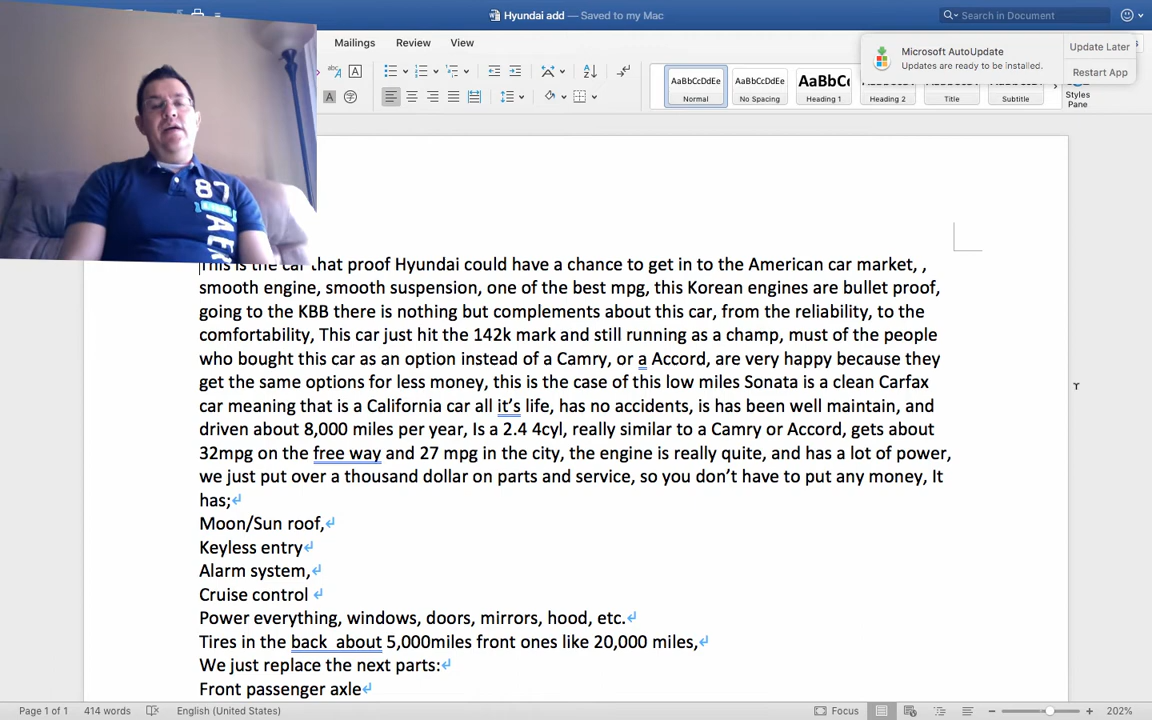 Hyundai add — Saved to my Mac
Search in Document
Mailings
Review
View
Microsoft AutoUpdate
Updates are ready to be installed.
Update Later
Restart App
AaBbCcDdEe
Normal
AaBbCcDdEe
No Spacing
AaBbCc
Heading 1
Heading 2
Title
Subtitle
Styles
Pane
87
AE
This is the car that proof Hyundai could have a chance to get in to the American car market, ,
smooth engine, smooth suspension, one of the best mpg, this Korean engines are bullet proof,
going to the KBB there is nothing but complements about this car, from the reliability, to the
comfortability, This car just hit the 142k mark and still running as a champ, must of the people
who bought this car as an option instead of a Camry, or a Accord, are very happy because they
get the same options for less money, this is the case of this low miles Sonata is a clean Carfax
car meaning that is a California car all it's life, has no accidents, is has been well maintain, and
driven about 8,000 miles per year, Is a 2.4 4cyl, really similar to a Camry or Accord, gets about
32mpg on the free way and 27 mpg in the city, the engine is really quite, and has a lot of power,
we just put over a thousand dollar on parts and service, so you don't have to put any money, It
has;
Moon/Sun roof,
Keyless entry
Alarm system,
Cruise control
Power everything, windows, doors, mirrors, hood, etc.
Tires in the back  about 5,000miles front ones like 20,000 miles,
We just replace the next parts:
Front passenger axle
Page 1 of 1
414 words
English (United States)
Focus
202%